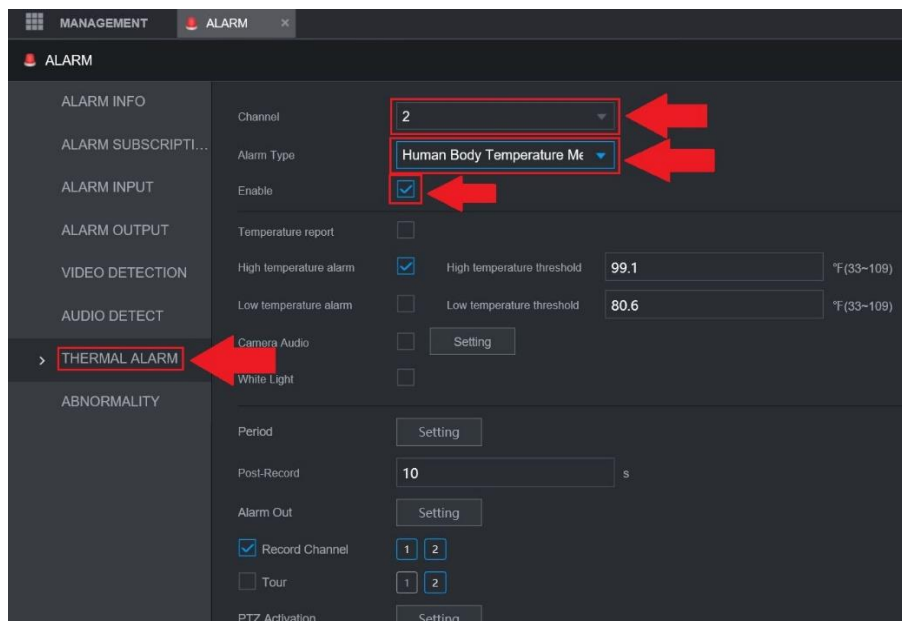 MANAGEMENT
ALARM ×
ALARM
ALARM INFO
ALARM SUBSCRIPTI...
ALARM INPUT
ALARM OUTPUT
VIDEO DETECTION
AUDIO DETECT
> THERMAL ALARM
ABNORMALITY
Channel 2
Alarm Type Human Body Temperature Me
Enable
Temperature report
High temperature alarm High temperature threshold 99.1 °F(33~109)
Low temperature alarm Low temperature threshold 80.6 °F(33~109)
Camera Audio Setting
White Light
Period Setting
Post-Record 10 s
Alarm Out Setting
Record Channel 1 2
Tour 1 2
PTZ Activation Setting